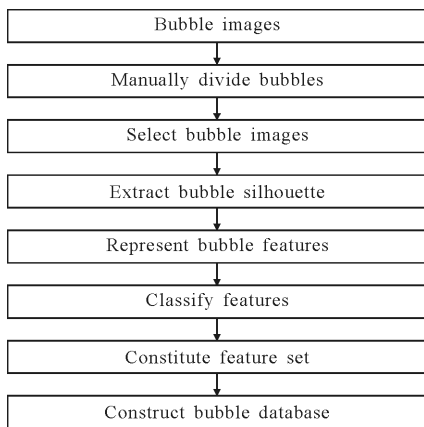 Bubble images
Manually divide bubbles
Select bubble images
Extract bubble silhouette
Represent bubble features
Classify features
Constitute feature set
Construct bubble database